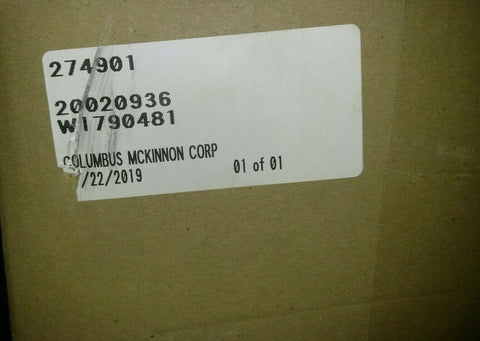 274901
20020936
W1790481
COLUMBUS MCKINNON CORP
/22/2019 01 of 01